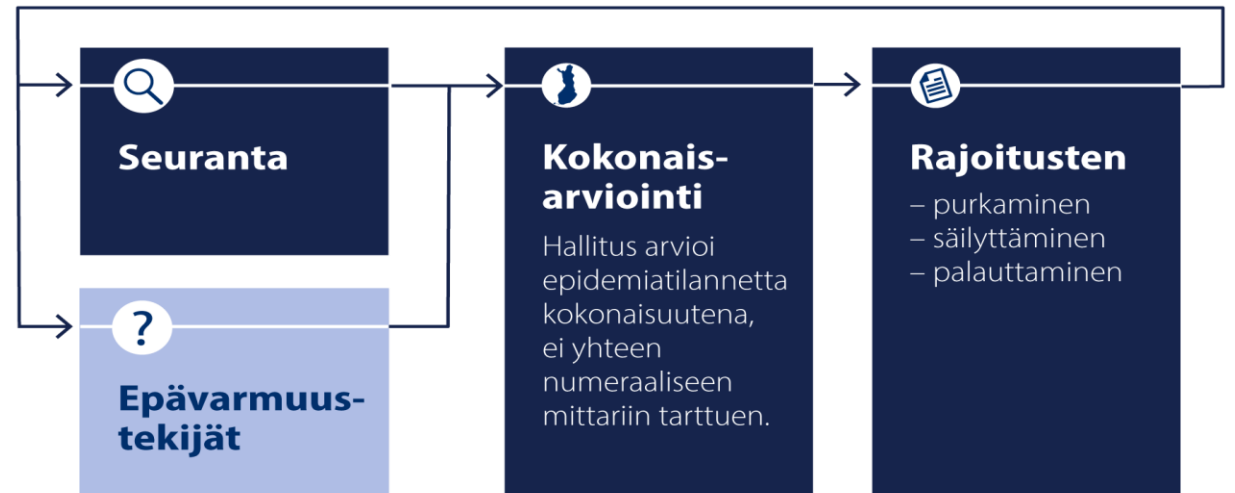 Seuranta
?
Epävarmuus-
tekijät
Kokonais-
arviointi
Hallitus arvioi
epidemiatilannetta
kokonaisuutena,
ei yhteen
numeraaliseen
mittariin tarttuen.
Rajoitusten
– purkaminen
– säilyttäminen
– palauttaminen